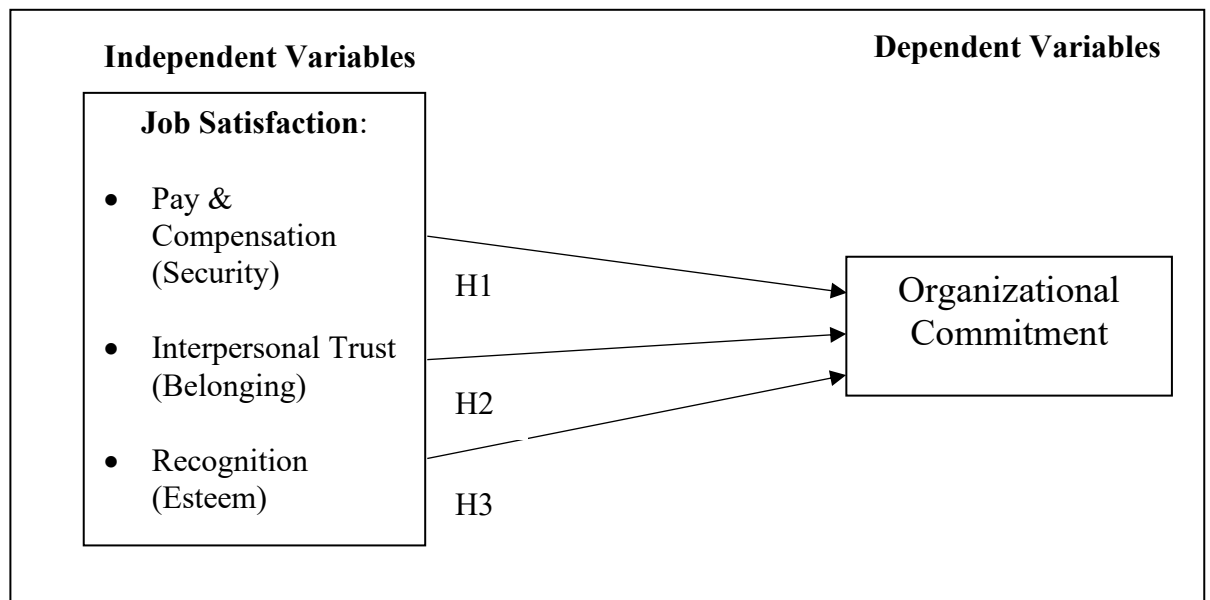 Independent Variables
Dependent Variables
Job Satisfaction:
• Pay &
Compensation
(Security)
H1
• Interpersonal Trust
(Belonging)
H2
• Recognition
(Esteem)
H3
Organizational
Commitment